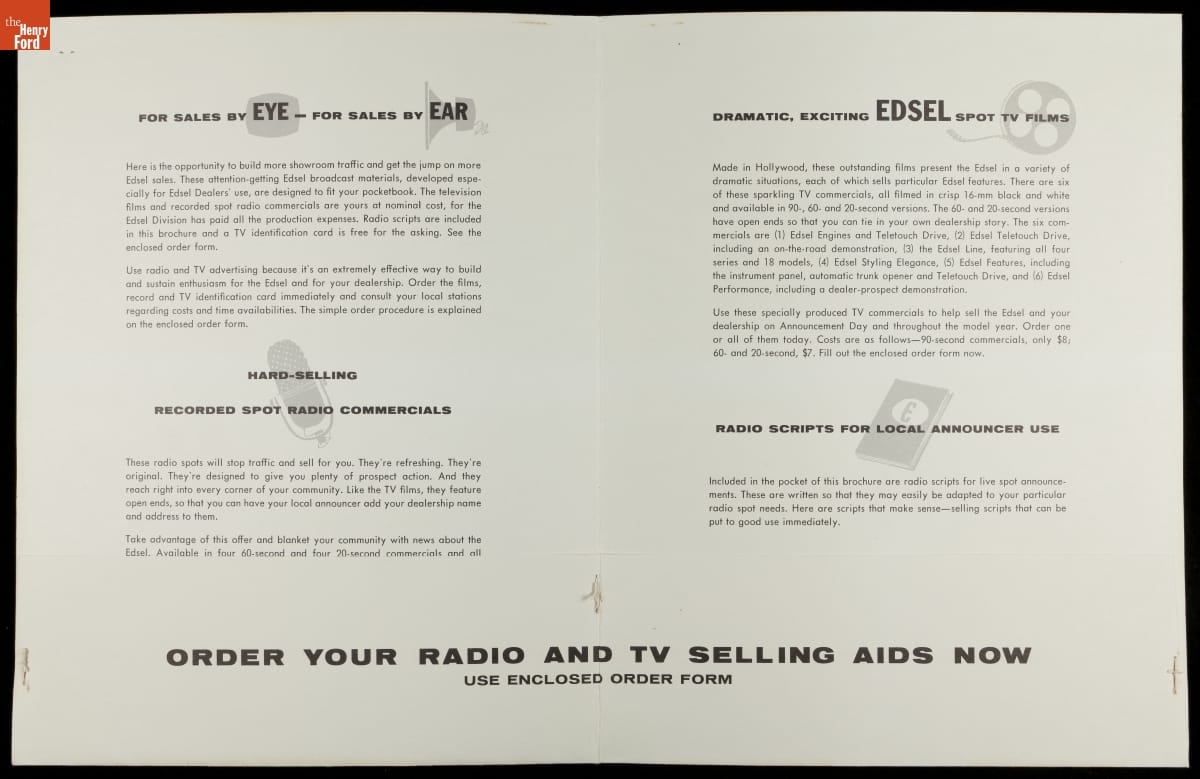 the
Henry
Ford
FOR SALES BY EYE — FOR SALES BY EAR
Here is the opportunity to build more showroom traffic and get the jump on more
Edsel sales. These attention-getting Edsel broadcast materials, developed espe-
cially for Edsel Dealers' use, are designed to fit your pocketbook. The television
films and recorded spot radio commercials are yours at nominal cost, for the
Edsel Division has paid all the production expenses. Radio scripts are included
in this brochure and a TV identification card is free for the asking. See the
enclosed order form.
Use radio and TV advertising because it's an extremely effective way to build
and sustain enthusiasm for the Edsel and for your dealership. Order the films,
record and TV identification card immediately and consult your local stations
regarding costs and time availabilities. The simple order procedure is explained
on the enclosed order form.
HARD-SELLING
RECORDED SPOT RADIO COMMERCIALS
These radio spots will stop traffic and sell for you. They're refreshing. They're
original. They're designed to give you plenty of prospect action. And they
reach right into every corner of your community. Like the TV films, they feature
open ends, so that you can have your local announcer add your dealership name
and address to them.
Take advantage of this offer and blanket your community with news about the
Edsel. Available in four 60-second and four 20-second commercials and all
DRAMATIC, EXCITING EDSEL SPOT TV FILMS
Made in Hollywood, these outstanding films present the Edsel in a variety of
dramatic situations, each of which sells particular Edsel features. There are six
of these sparkling TV commercials, all filmed in crisp 16-mm black and white
and available in 90-, 60- and 20-second versions. The 60- and 20-second versions
have open ends so that you can tie in your own dealership story. The six com-
mercials are (1) Edsel Engines and Teletouch Drive, (2) Edsel Teletouch Drive,
including an on-the-road demonstration, (3) the Edsel Line, featuring all four
series and 18 models, (4) Edsel Styling Elegance, (5) Edsel Features, including
the instrument panel, automatic trunk opener and Teletouch Drive, and (6) Edsel
Performance, including a dealer-prospect demonstration.
Use these specially produced TV commercials to help sell the Edsel and your
dealership on Announcement Day and throughout the model year. Order one
or all of them today. Costs are as follows—90-second commercials, only $8;
60- and 20-second, $7. Fill out the enclosed order form now.
E
RADIO SCRIPTS FOR LOCAL ANNOUNCER USE
Included in the pocket of this brochure are radio scripts for live spot announce-
ments. These are written so that they may easily be adapted to your particular
radio spot needs. Here are scripts that make sense—selling scripts that can be
put to good use immediately.
ORDER YOUR RADIO AND TV SELLING AIDS NOW
USE ENCLOSED ORDER FORM